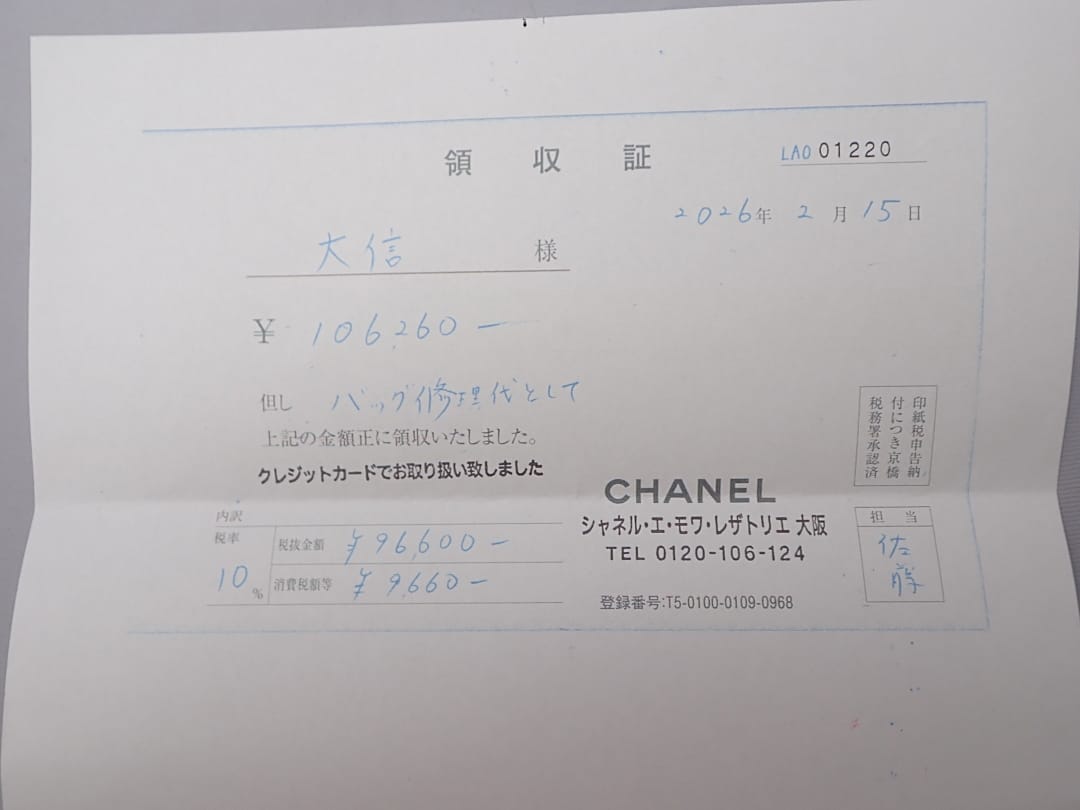 領収証
LAO 01220
2026年 2月 15日
大信 様
¥ 106,260-
但し バッグ修理代として
上記の金額正に領収いたしました。
クレジットカードでお取り扱い致しました
印紙税申告納
付につき京橋
税務署承認済
CHANEL
シャネル・エ・モワ・レザトリエ 大阪
TEL 0120-106-124
登録番号:T5-0100-0109-0968
担当
佐藤
内訳
税率 10%
税抜金額 ¥96,600-
消費税額等 ¥9,660-